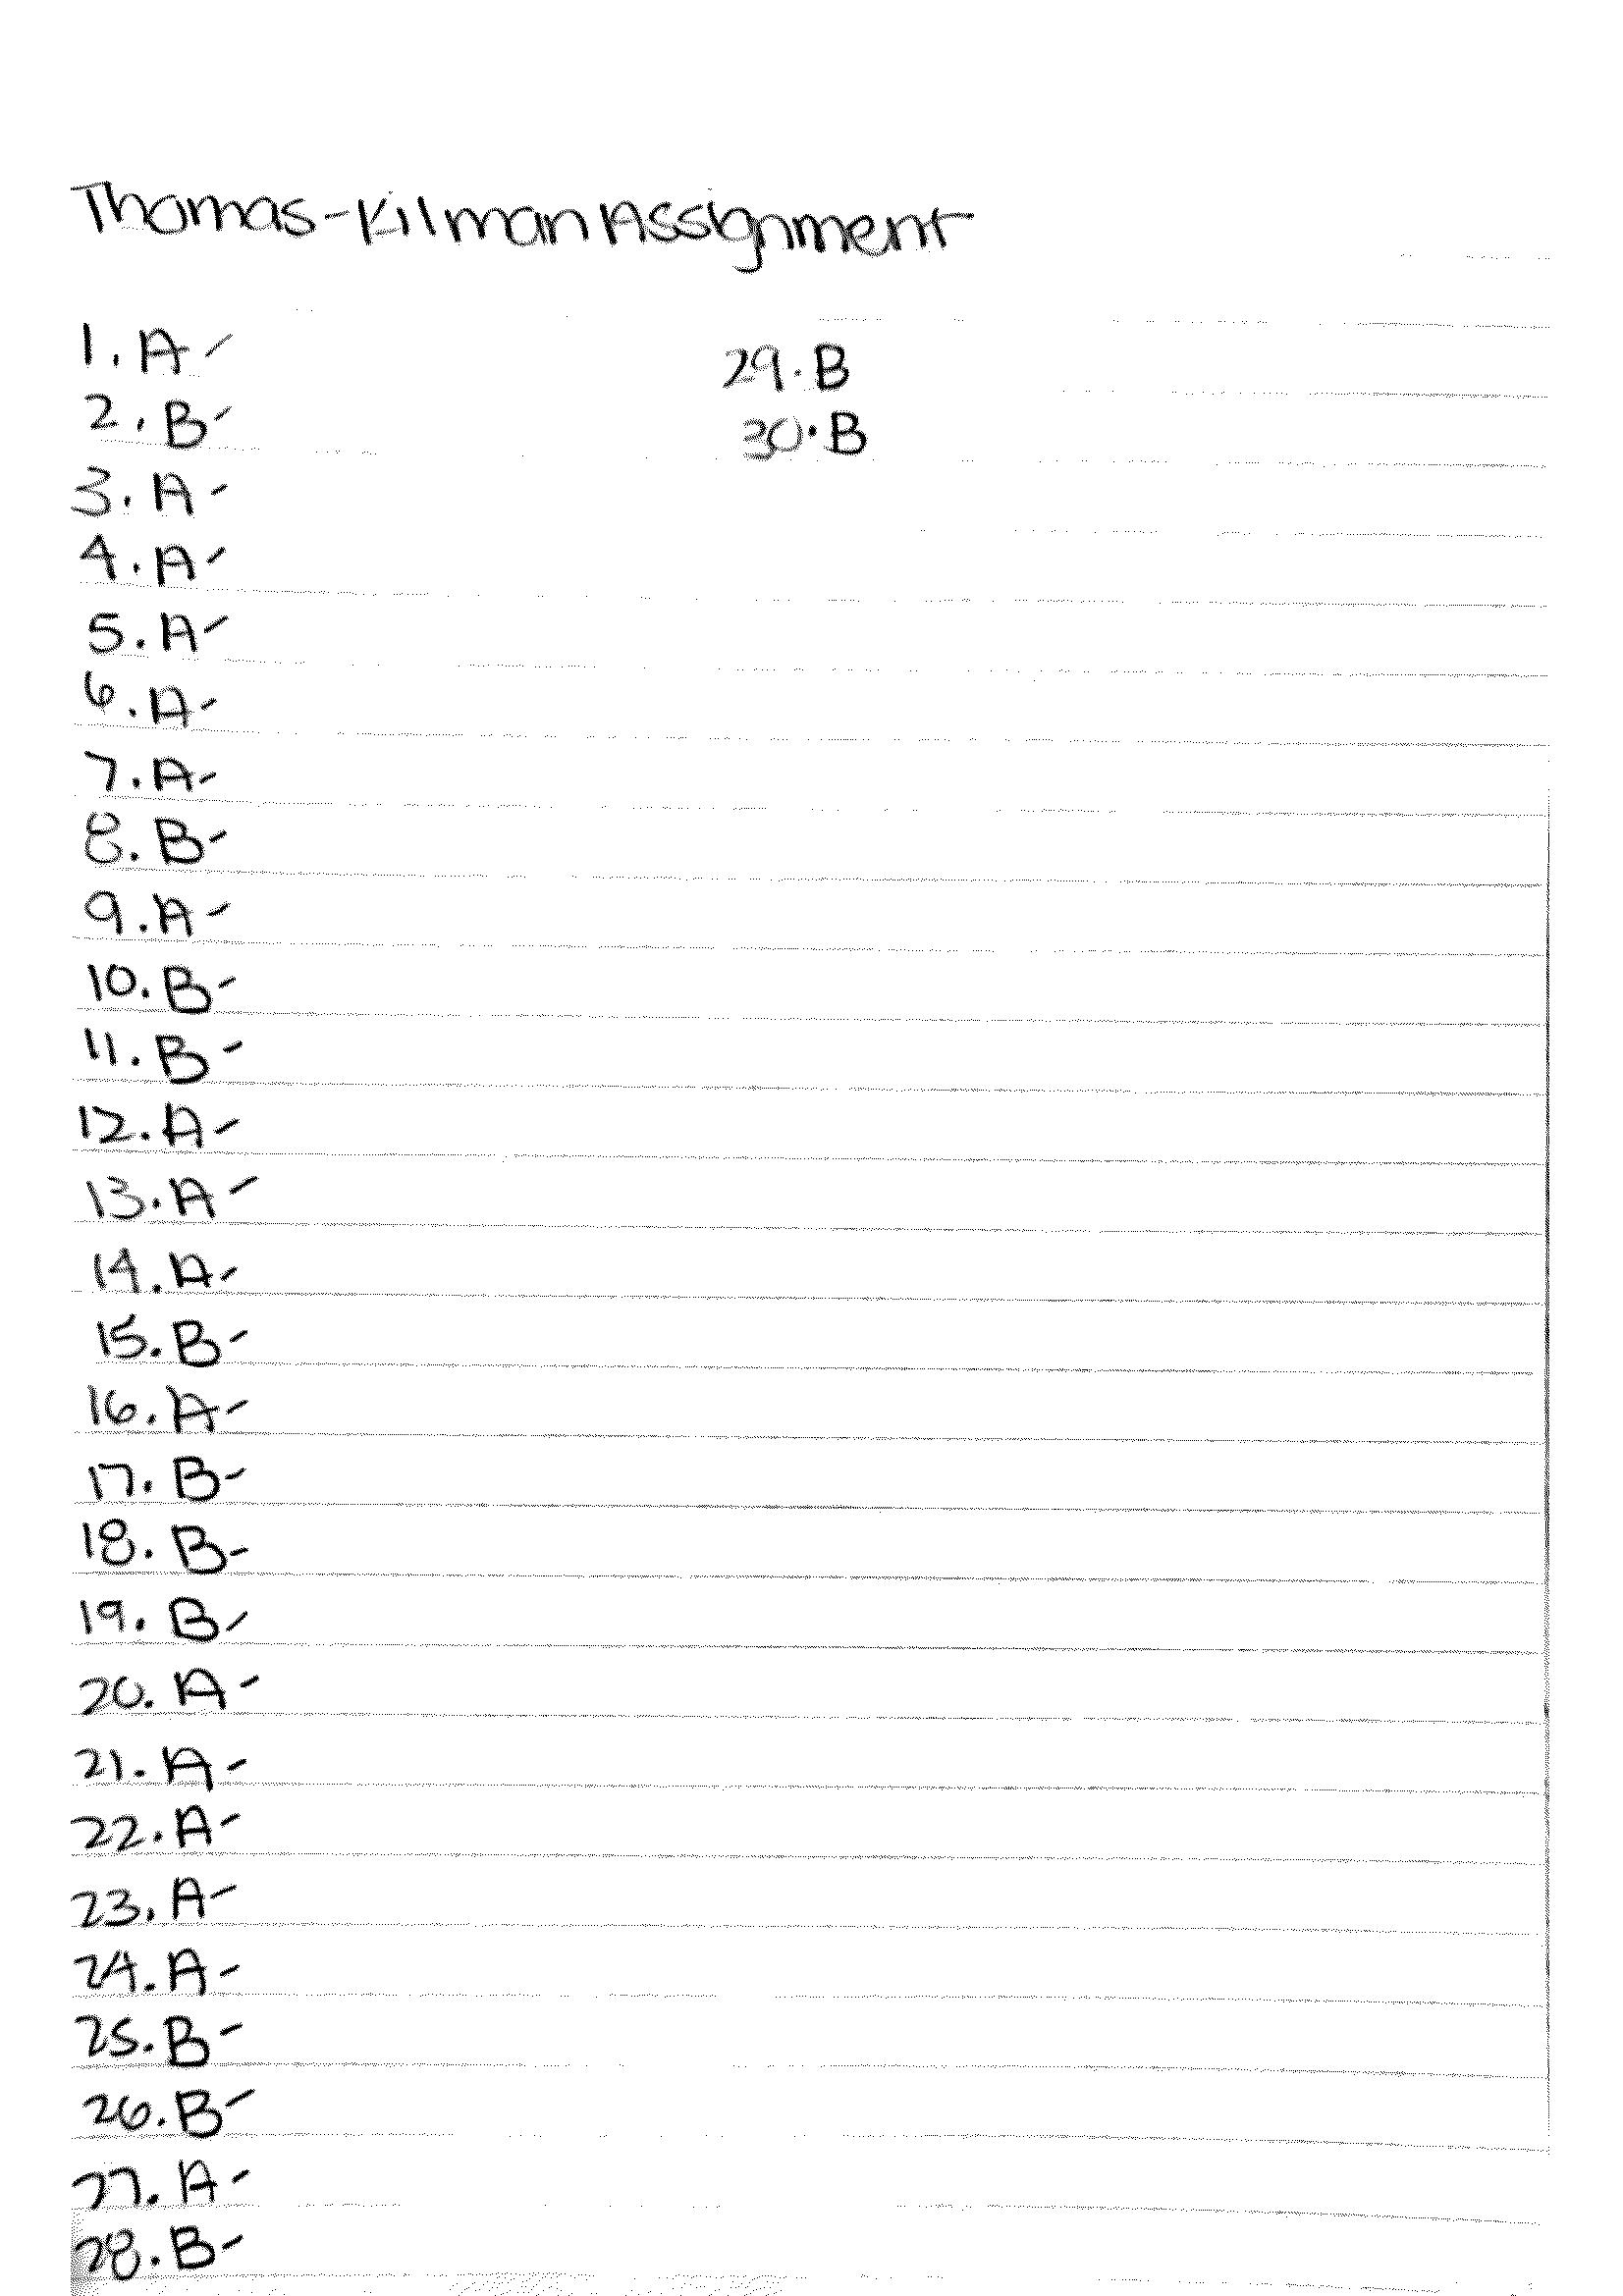 Thomas-Kilman Assignment
1. A -
2. B -
3. A -
4. A -
5. A -
6. A -
7. A -
8. B -
9. A -
10. B -
11. B -
12. A -
13. A -
14. A -
15. B -
16. A -
17. B -
18. B -
19. B -
20. A -
21. A -
22. A -
23. A -
24. A -
25. B -
26. B -
27. A -
28. B -
29. B
30. B